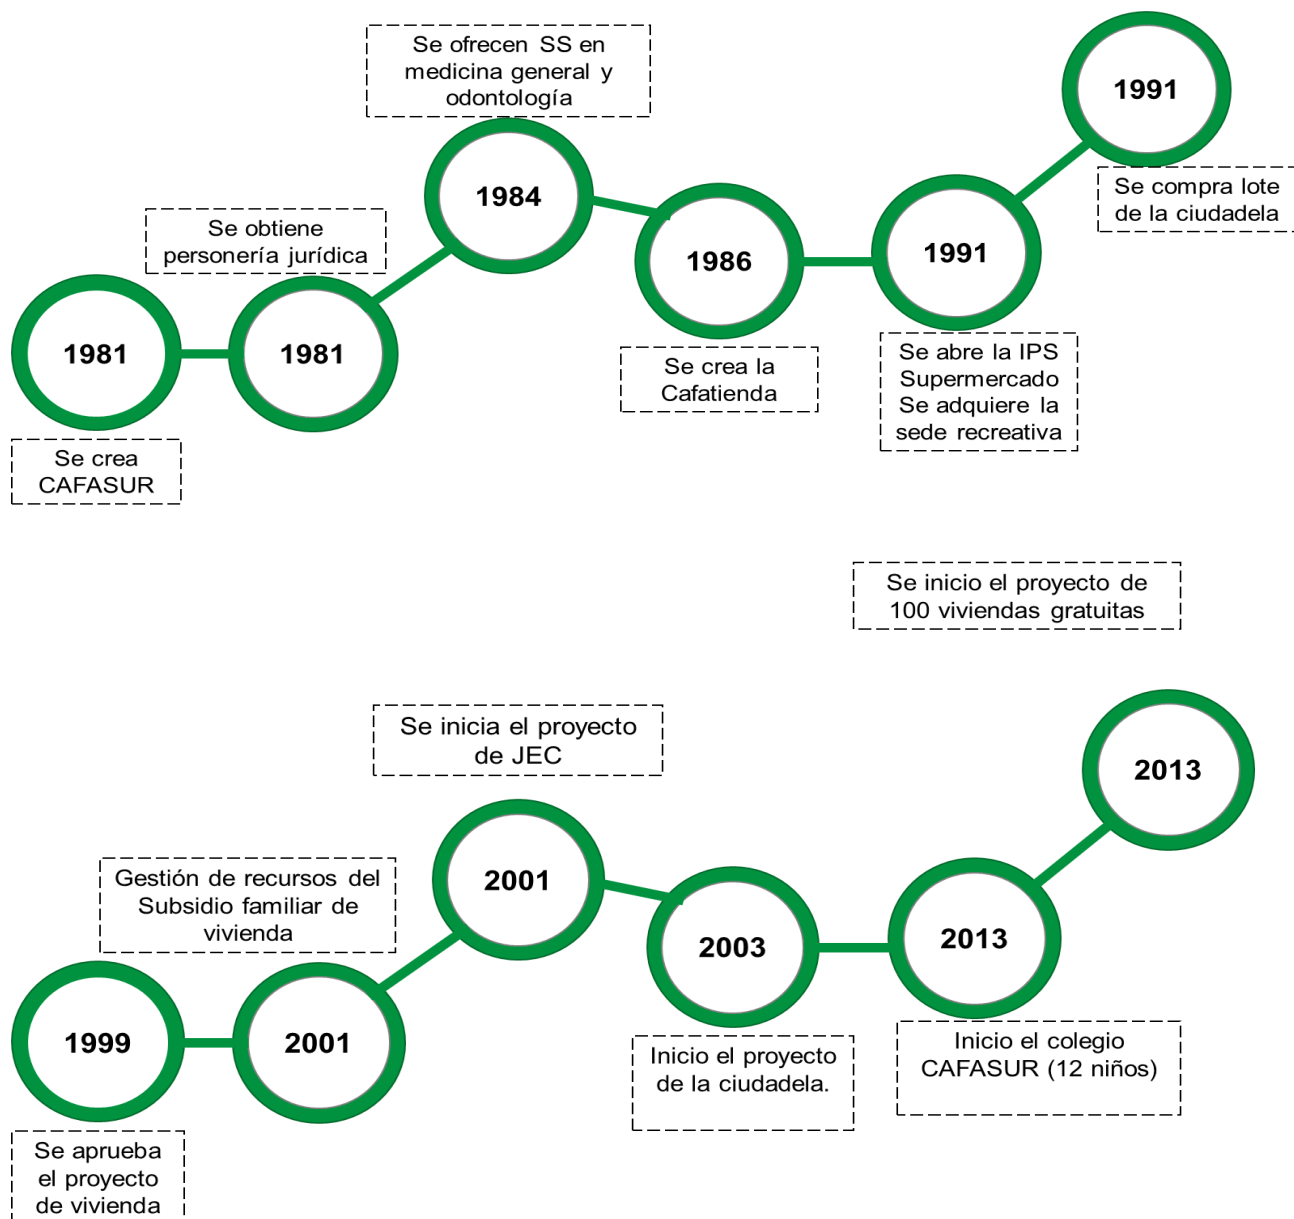 1981
Se crea
CAFASUR
Se obtiene
personería jurídica
1981
Se ofrecen SS en
medicina general y
odontología
1984
1986
Se crea la
Cafatienda
1991
Se abre la IPS
Supermercado
Se adquiere la
sede recreativa
1991
Se compra lote
de la ciudadela
1999
Se aprueba
el proyecto
de vivienda
Gestión de recursos del
Subsidio familiar de
vivienda
2001
Se inicia el proyecto
de JEC
2001
2003
Inicio el proyecto
de la ciudadela.
2013
Inicio el colegio
CAFASUR (12 niños)
Se inicio el proyecto de
100 viviendas gratuitas
2013